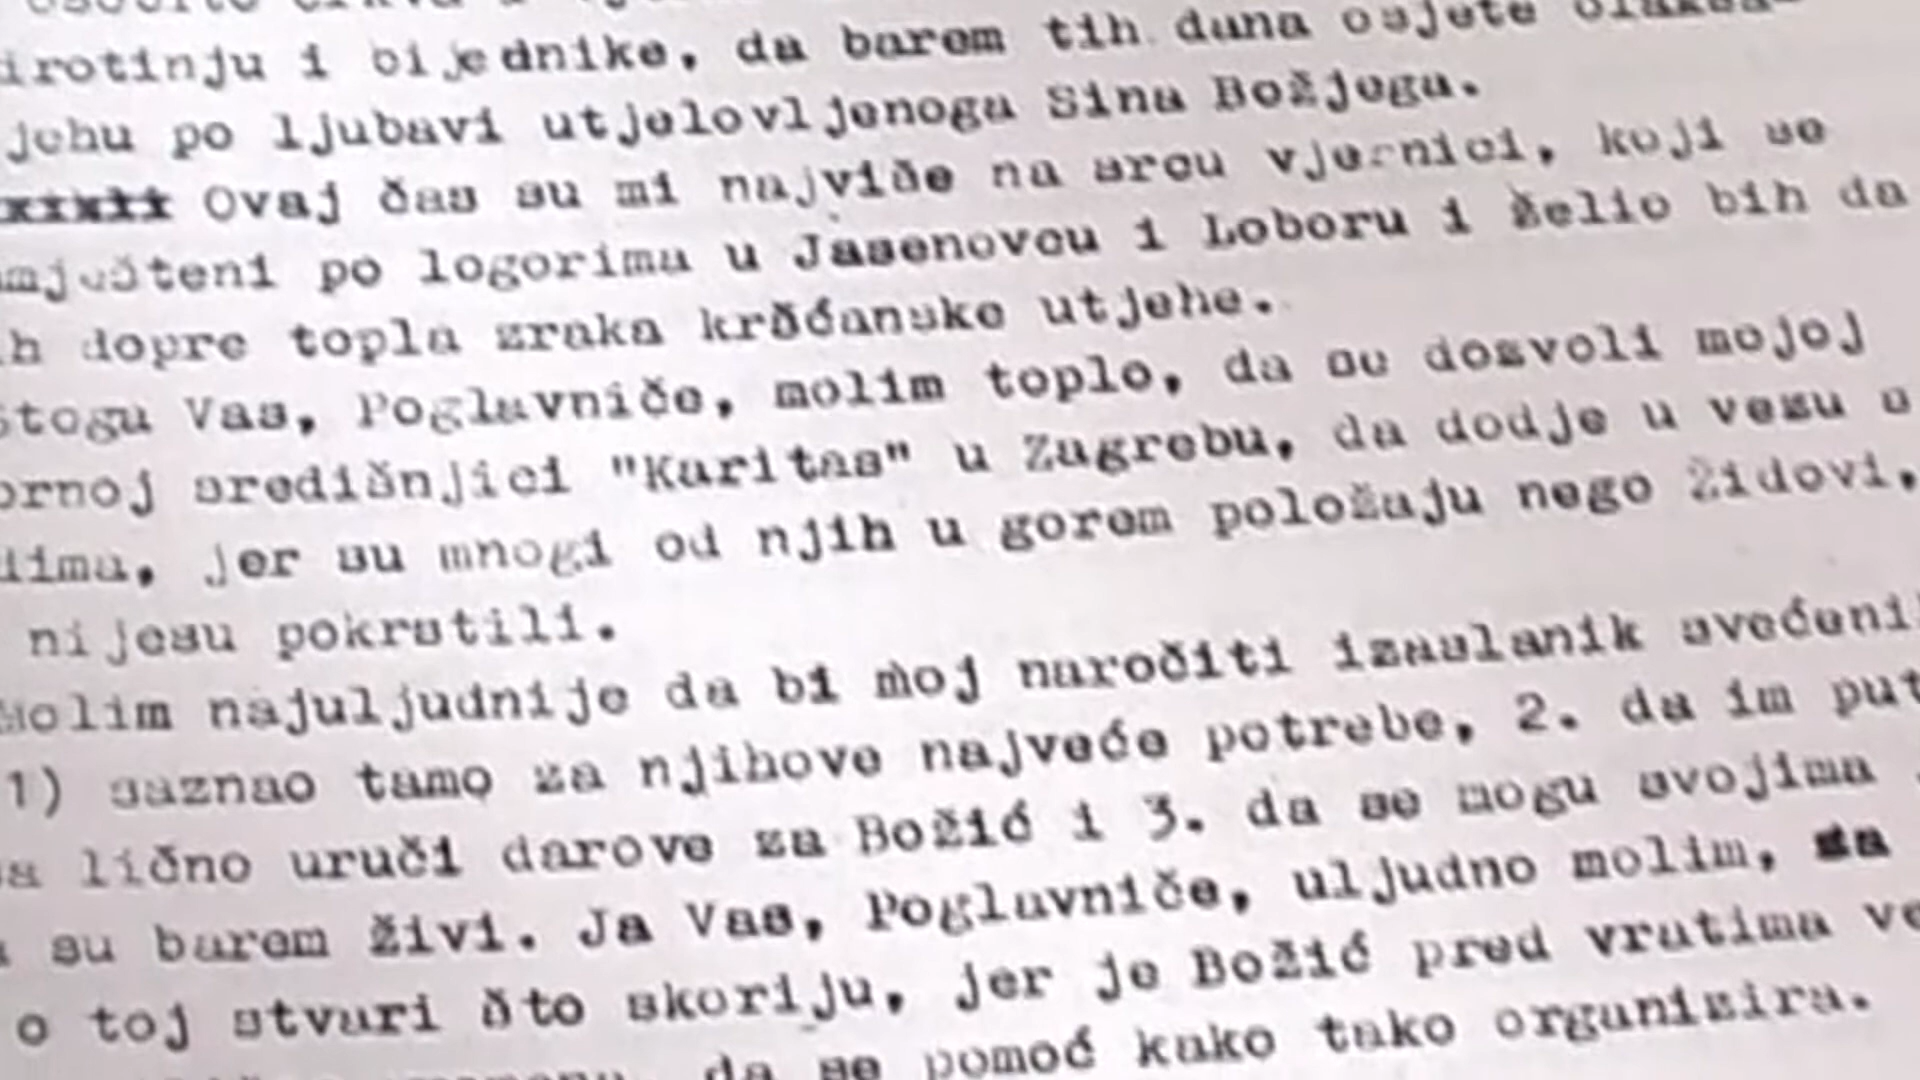 irotinju i bijednike, da barem tih dana osjete
jehu po ljubavi utjelovljenoga Sina Božjega.
Ovaj čas su mi najviše na srcu vjernici, koji se
mješteni po logorima u Jasenovcu i Loboru i želio bih da
h dopre topla zraka kršćanske utjehe.
Stoga Vas, Poglavniče, molim toplo, da se dozvoli mojoj
ornoj središnjici "Karitas" u Zagrebu, da dodje u vezu s
ima, jer su mnogi od njih u gorem položaju nego Židovi,
nijesu pokrstili.
Molim najuljudnije da bi moj naročiti izaslanik svećeni
1) saznao tamo za njihove najveće potrebe, 2. da im put
a lično uruči darove za Božić i 3. da se mogu svojima
su barem živi. Ja Vas, Poglavniče, uljudno molim, da
o toj stvari što skoriju, jer je Božić pred vratima ve
da se pomoć kako tako organizira.